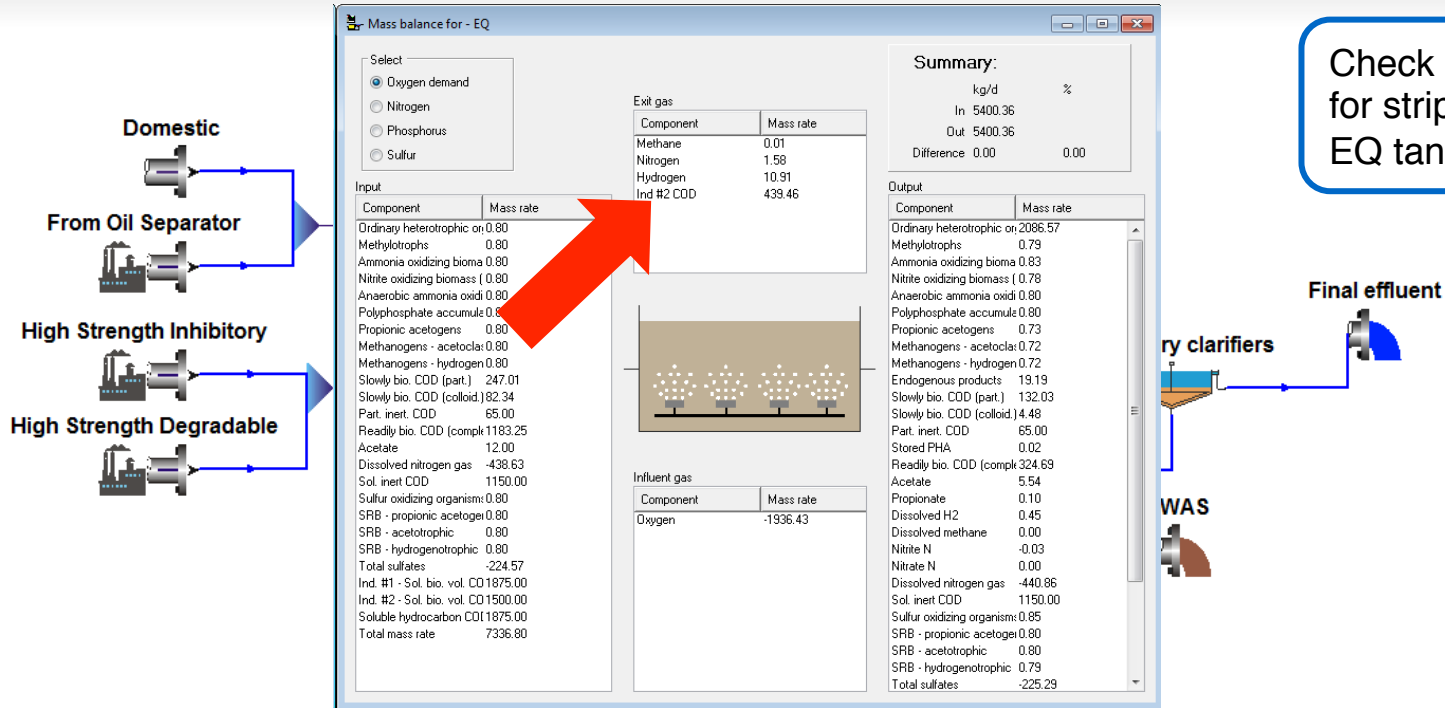 Mass balance for - EQ
Select
Oxygen demand
Nitrogen
Phosphorus
Sulfur
Summary:
kg/d %
In 5400.36
Out 5400.36
Difference 0.00 0.00
Check
for strip
EQ tan
Domestic
From Oil Separator
High Strength Inhibitory
High Strength Degradable
Exit gas
Component Mass rate
Methane 0.01
Nitrogen 1.58
Hydrogen 10.91
Ind #2 COD 439.46
Input
Component Mass rate
Ordinary heterotrophic or 0.80
Methylotrophs 0.80
Ammonia oxidizing bioma 0.80
Nitrite oxidizing biomass ( 0.80
Anaerobic ammonia oxidi 0.80
Polyphosphate accumula 0.8
Propionic acetogens 0.80
Methanogens - acetoclas 0.80
Methanogens - hydrogen 0.80
Slowly bio. COD (part.) 247.01
Slowly bio. COD (colloid.) 82.34
Part. inert. COD 65.00
Readily bio. COD (comple 1183.25
Acetate 12.00
Dissolved nitrogen gas -438.63
Sol. inert COD 1150.00
Sulfur oxidizing organism: 0.80
SRB - propionic acetoge 0.80
SRB - acetotrophic 0.80
SRB - hydrogenotrophic 0.80
Total sulfates -224.57
Ind. #1 - Sol. bio. vol. CO 1875.00
Ind. #2 - Sol. bio. vol. CO 1500.00
Soluble hydrocarbon CO 1875.00
Total mass rate 7336.80
Influent gas
Component Mass rate
Oxygen -1936.43
Output
Component Mass rate
Ordinary heterotrophic or 2086.57
Methylotrophs 0.79
Ammonia oxidizing bioma 0.83
Nitrite oxidizing biomass ( 0.78
Anaerobic ammonia oxidi 0.80
Polyphosphate accumula 0.80
Propionic acetogens 0.73
Methanogens - acetoclas 0.72
Methanogens - hydrogen 0.72
Endogenous products 19.19
Slowly bio. COD (part.) 132.03
Slowly bio. COD (colloid.) 4.48
Part. inert. COD 65.00
Stored PHA 0.02
Readily bio. COD (comple 324.69
Acetate 5.54
Propionate 0.10
Dissolved H2 0.45
Dissolved methane 0.00
Nitrite N -0.03
Nitrate N 0.00
Dissolved nitrogen gas -440.86
Sol. inert COD 1150.00
Sulfur oxidizing organism: 0.85
SRB - propionic acetoge 0.80
SRB - acetotrophic 0.80
SRB - hydrogenotrophic 0.79
Total sulfates -225.29
ry clarifiers
Final effluent
WAS